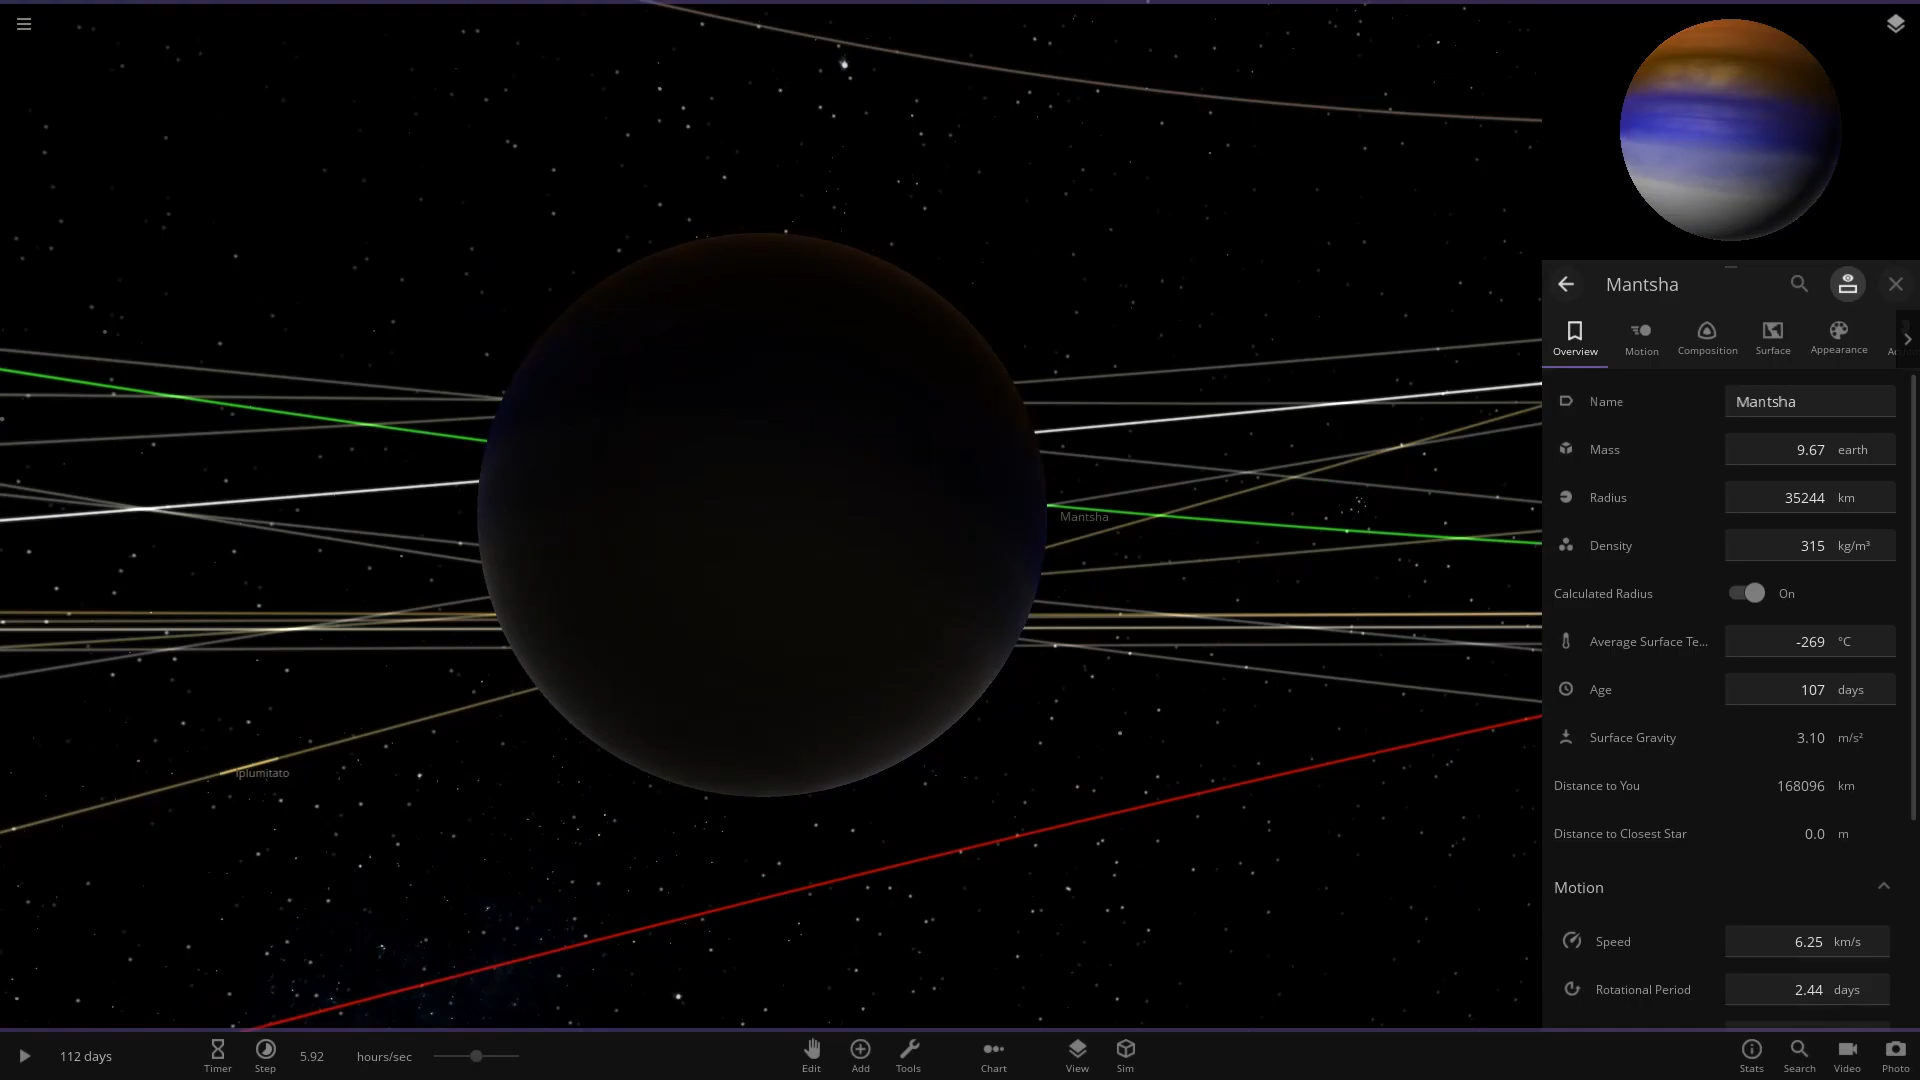 Mantsha
Overview
Motion
Composition
Surface
Appearance
Name
Mantsha
Mass
9.67 earth
Radius
35244 km
Density
315 kg/m³
Calculated Radius
On
Average Surface Te...
-269 °C
Age
107 days
Surface Gravity
3.10 m/s²
Distance to You
168096 km
Distance to Closest Star
0.0 m
Motion
Speed
6.25 km/s
Rotational Period
2.44 days
Mantsha
Iplumitato
112 days
Timer
Step
5.92 hours/sec
Edit
Add
Tools
Chart
View
Sim
Stats
Search
Video
Photo